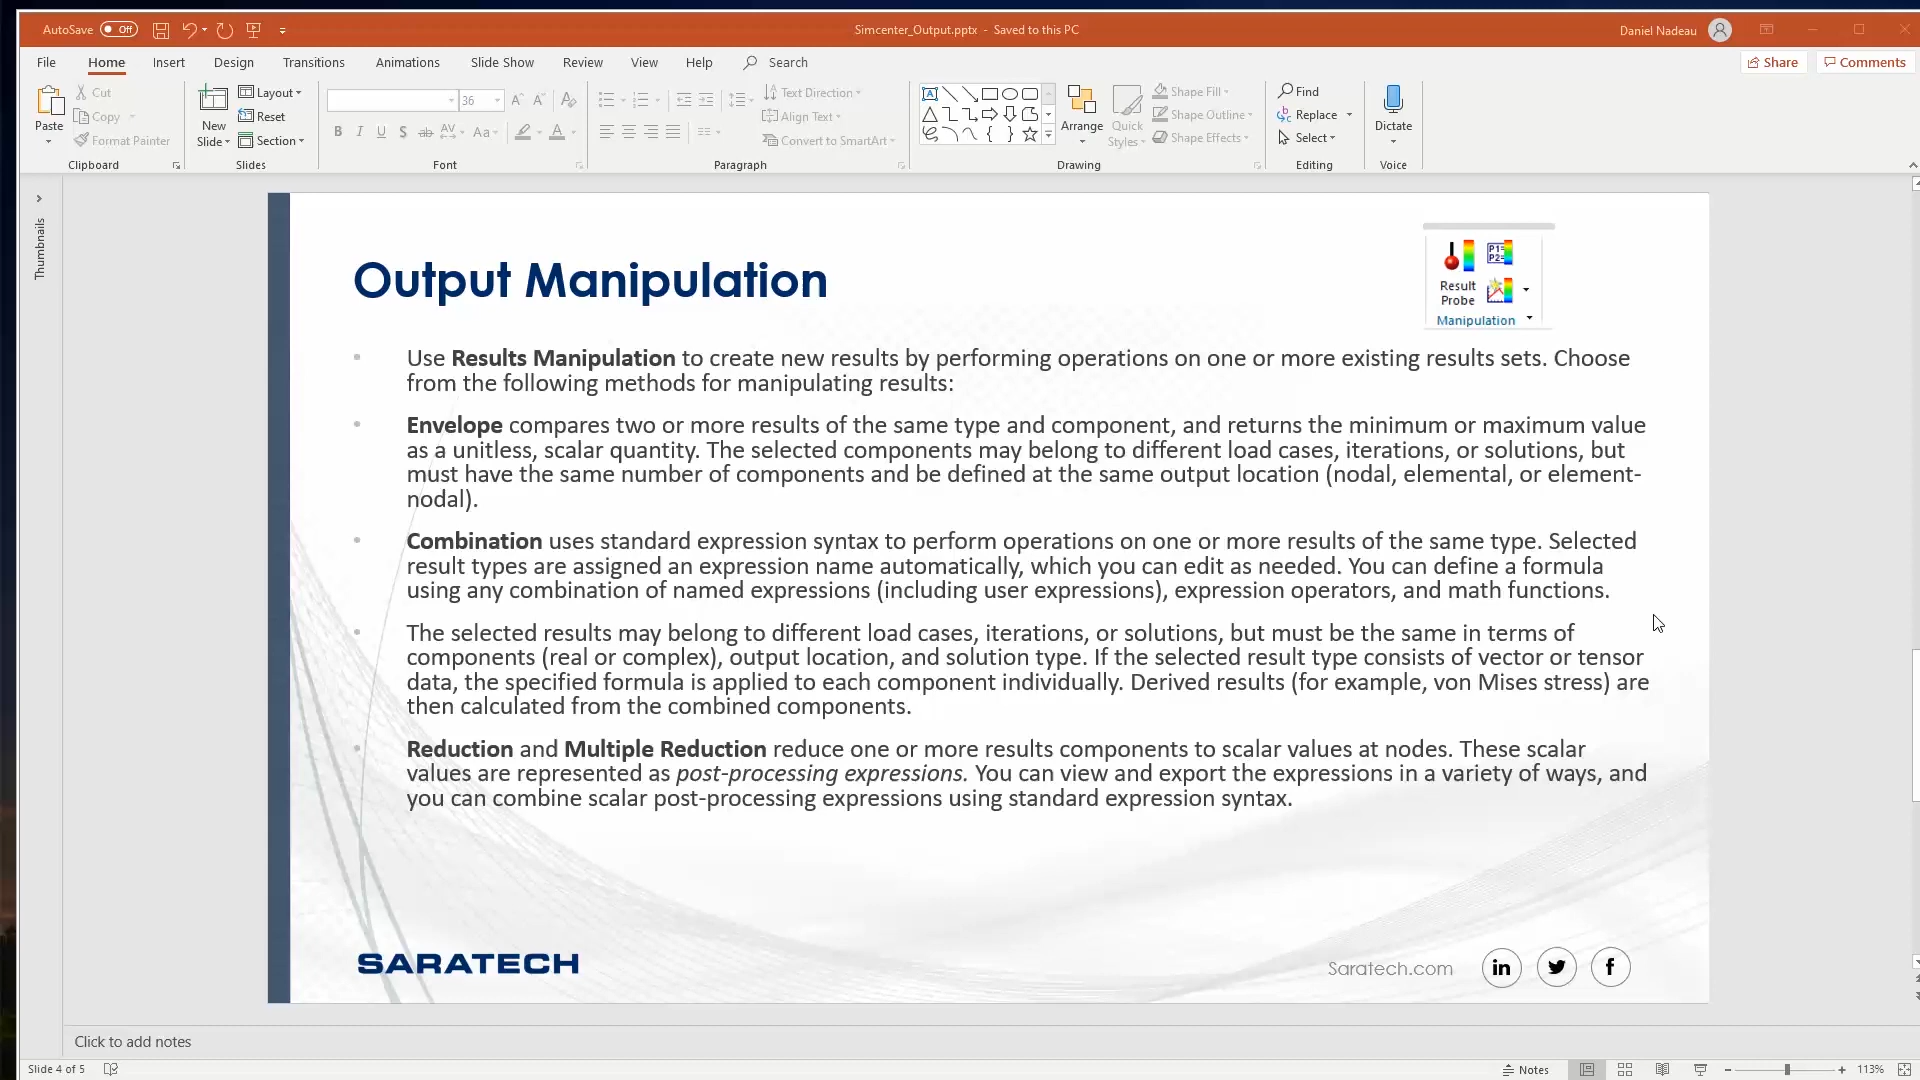 AutoSave Off
Simcenter_Output.pptx - Saved to this PC
Daniel Nadeau
File Home Insert Design Transitions Animations Slide Show Review View Help Search
Share Comments
Paste
Cut
Copy
Format Painter
Clipboard
New
Slide
Layout
Reset
Section
Slides
36
Font
Text Direction
Align Text
Convert to SmartArt
Paragraph
Arrange
Quick
Styles
Shape Fill
Shape Outline
Shape Effects
Drawing
Find
Replace
Select
Editing
Dictate
Voice
Thumbnails
Output Manipulation
P1=
P2=
Result
Probe
Manipulation
Use Results Manipulation to create new results by performing operations on one or more existing results sets. Choose
from the following methods for manipulating results:
Envelope compares two or more results of the same type and component, and returns the minimum or maximum value
as a unitless, scalar quantity. The selected components may belong to different load cases, iterations, or solutions, but
must have the same number of components and be defined at the same output location (nodal, elemental, or element-
nodal).
Combination uses standard expression syntax to perform operations on one or more results of the same type. Selected
result types are assigned an expression name automatically, which you can edit as needed. You can define a formula
using any combination of named expressions (including user expressions), expression operators, and math functions.
The selected results may belong to different load cases, iterations, or solutions, but must be the same in terms of
components (real or complex), output location, and solution type. If the selected result type consists of vector or tensor
data, the specified formula is applied to each component individually. Derived results (for example, von Mises stress) are
then calculated from the combined components.
Reduction and Multiple Reduction reduce one or more results components to scalar values at nodes. These scalar
values are represented as post-processing expressions. You can view and export the expressions in a variety of ways, and
you can combine scalar post-processing expressions using standard expression syntax.
SARATECH
Saratech.com
in
f
Click to add notes
Slide 4 of 5
Notes
113%